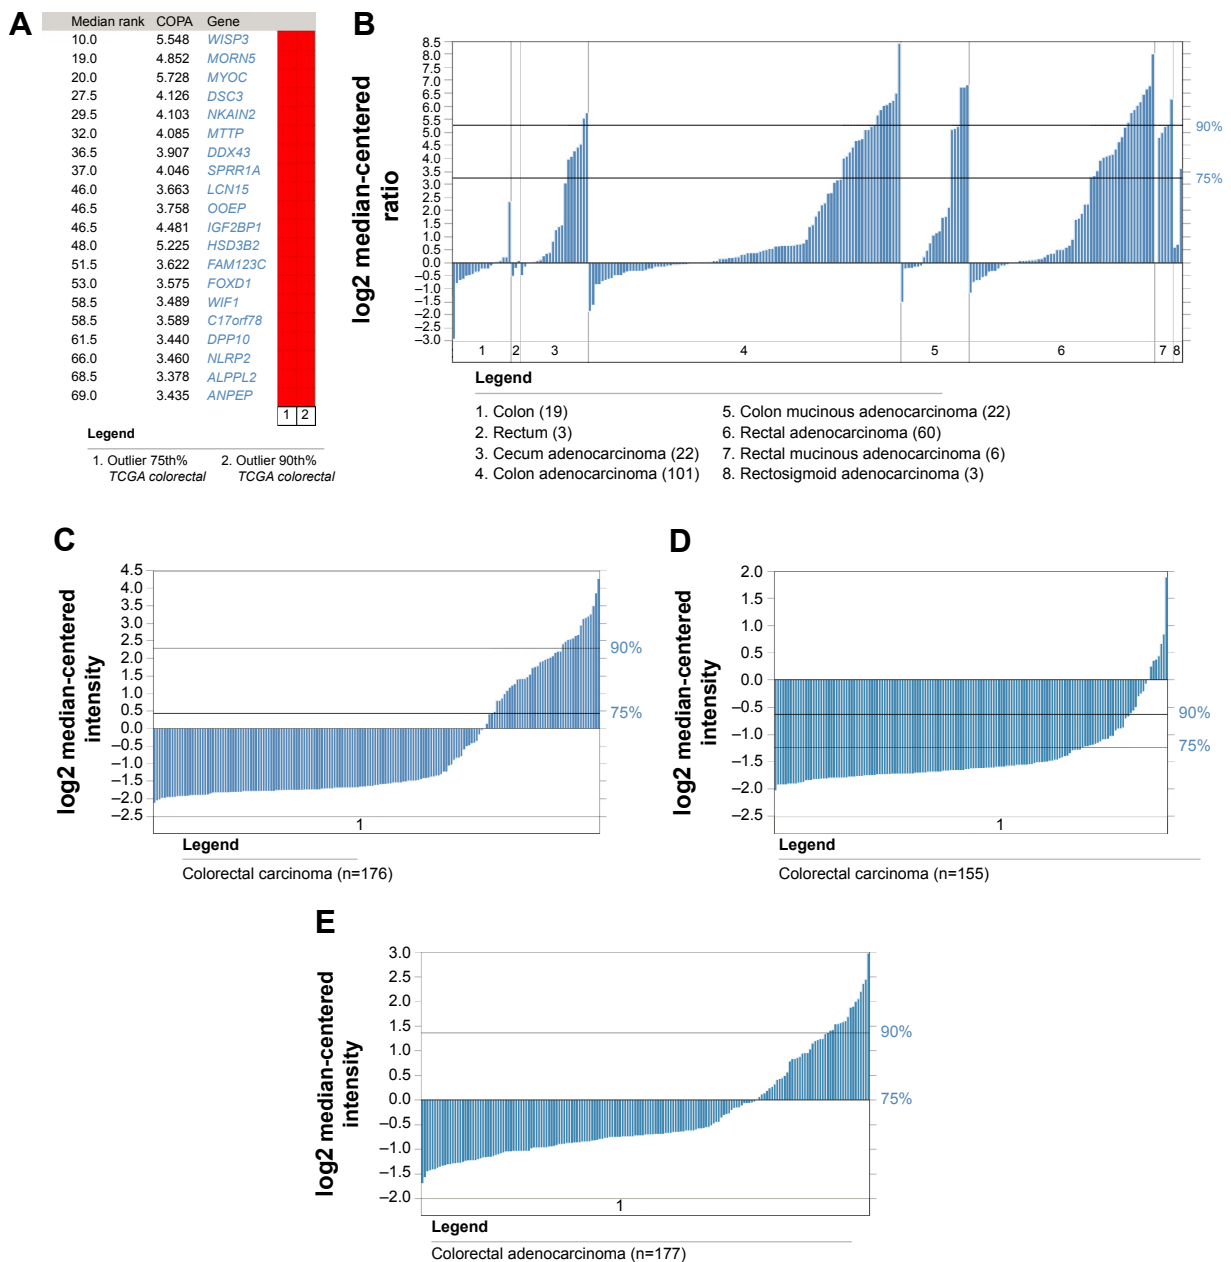 A
Median rank COPA Gene
10.0 5.548 WISP3
19.0 4.852 MORN5
20.0 5.728 MYOC
27.5 4.126 DSC3
29.5 4.103 NKAIN2
32.0 4.085 MTTP
36.5 3.907 DDX43
37.0 4.046 SPRR1A
46.0 3.663 LCN15
46.5 3.758 OOEP
46.5 4.481 IGF2BP1
48.0 5.225 HSD3B2
51.5 3.622 FAM123C
53.0 3.575 FOXD1
58.5 3.489 WIF1
58.5 3.589 C17orf78
61.5 3.440 DPP10
66.0 3.460 NLRP2
68.5 3.378 ALPPL2
69.0 3.435 ANPEP
1 2
Legend
1. Outlier 75th% 2. Outlier 90th%
TCGA colorectal TCGA colorectal
B
log2 median-centered
ratio
8.5
8.0
7.5
7.0
6.5
6.0
5.5
5.0
4.5
4.0
3.5
3.0
2.5
2.0
1.5
1.0
0.5
0.0
–0.5
–1.0
–1.5
–2.0
–2.5
–3.0
90%
75%
1 2 3 4 5 6 7 8
Legend
1. Colon (19) 5. Colon mucinous adenocarcinoma (22)
2. Rectum (3) 6. Rectal adenocarcinoma (60)
3. Cecum adenocarcinoma (22) 7. Rectal mucinous adenocarcinoma (6)
4. Colon adenocarcinoma (101) 8. Rectosigmoid adenocarcinoma (3)
C
log2 median-centered
intensity
4.5
4.0
3.5
3.0
2.5
2.0
1.5
1.0
0.5
0.0
–0.5
–1.0
–1.5
–2.0
–2.5
90%
75%
1
Legend
Colorectal carcinoma (n=176)
D
log2 median-centered
intensity
2.0
1.5
1.0
0.5
0.0
–0.5
–1.0
–1.5
–2.0
–2.5
90%
75%
1
Legend
Colorectal carcinoma (n=155)
E
log2 median-centered
intensity
3.0
2.5
2.0
1.5
1.0
0.5
0.0
–0.5
–1.0
–1.5
–2.0
90%
75%
1
Legend
Colorectal adenocarcinoma (n=177)